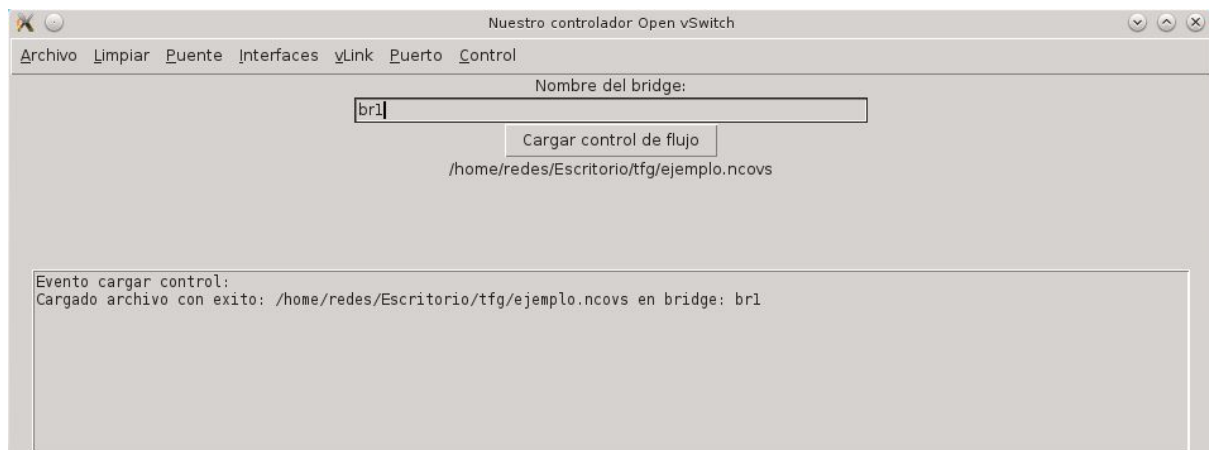 Nuestro controlador Open vSwitch
Archivo Limpiar Puente Interfaces vLink Puerto Control
Nombre del bridge:
br1
Cargar control de flujo
/home/redes/Escritorio/tfg/ejemplo.ncovs
Evento cargar control:
Cargado archivo con exito: /home/redes/Escritorio/tfg/ejemplo.ncovs en bridge: br1